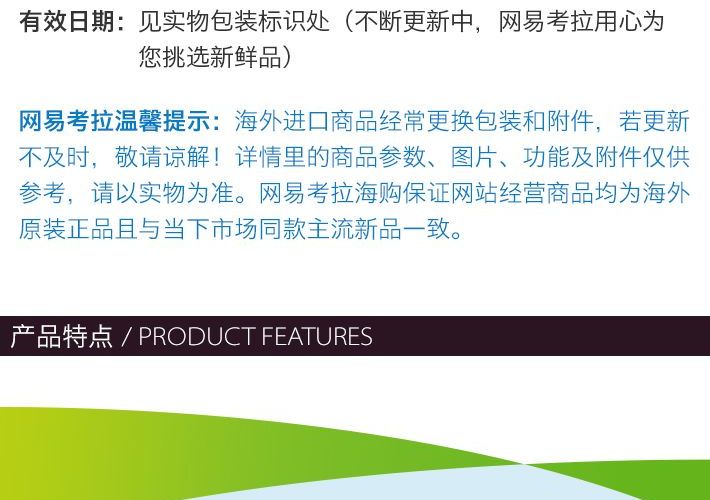 有效日期：见实物包装标识处（不断更新中，网易考拉用心为
您挑选新鲜品）
网易考拉温馨提示：海外进口商品经常更换包装和附件，若更新
不及时，敬请谅解！详情里的商品参数、图片、功能及附件仅供
参考，请以实物为准。网易考拉海购保证网站经营商品均为海外
原装正品且与当下市场同款主流新品一致。
产品特点 / PRODUCT FEATURES